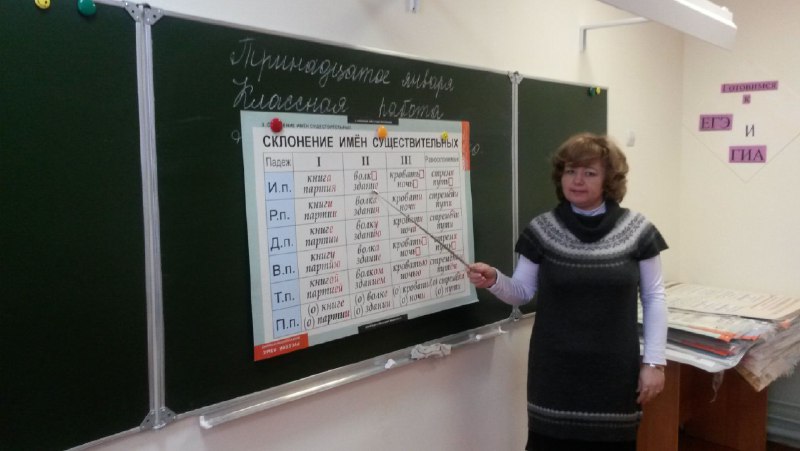 Тринадцатое января
Классная работа
СКЛОНЕНИЕ ИМЁН СУЩЕСТВИТЕЛЬНЫХ
Падеж I II III Разносклоняемые
И.п. книга партия волк здание кровать ночь стремя путь
Р.п. книги партии волка здания кровати ночи стремени пути
Д.п. книге партии волку зданию кровати ночи стремени пути
В.п. книгу партию волка здание кровать ночь стремя путь
Т.п. книгой партией волком зданием кроватью ночью стременем путём
П.п. (о) книге (о) партии (о) волке (о) здании (о) кровати (о) ночи (о) стремени (о) пути
Готовимся
к
ЕГЭ
И
ГИА